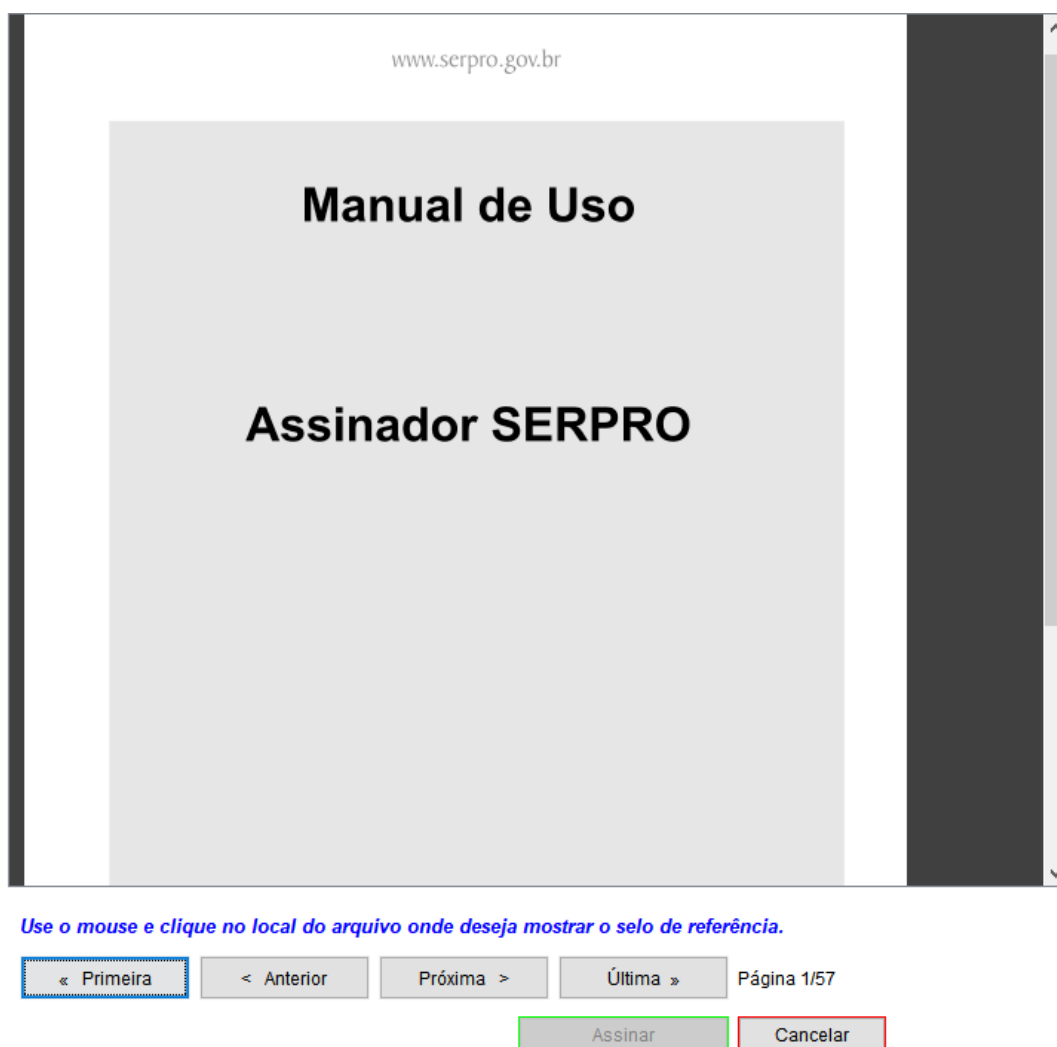 www.serpro.gov.br
Manual de Uso
Assinador SERPRO
Use o mouse e clique no local do arquivo onde deseja mostrar o selo de referência.
« Primeira < Anterior Próxima > Última » Página 1/57
Assinar Cancelar